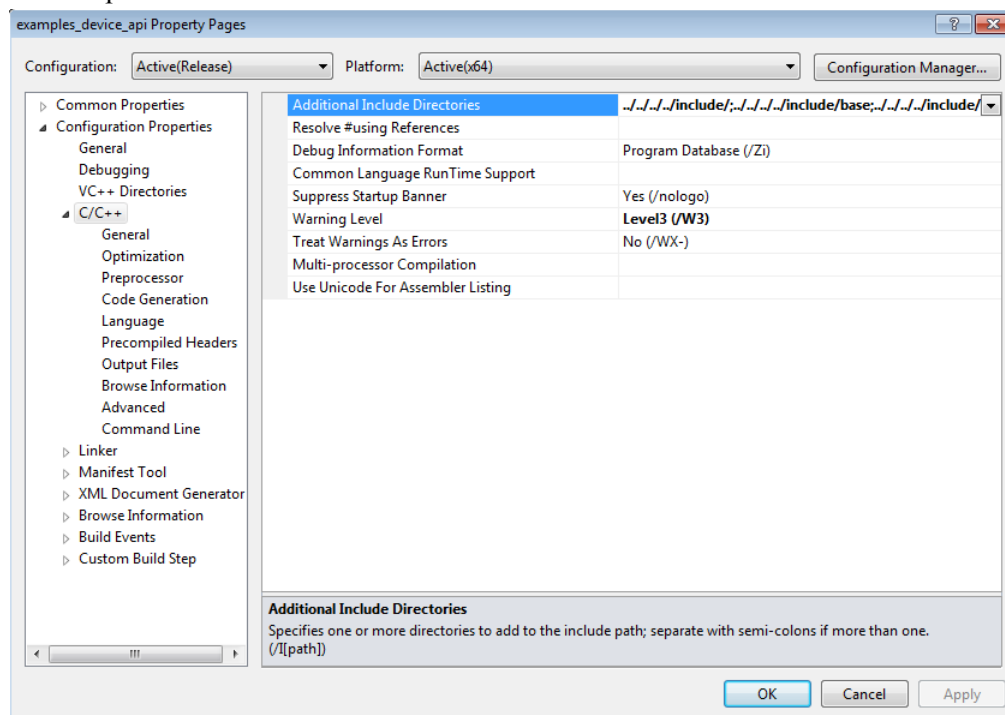 examples_device_api Property Pages
Configuration: Active(Release) Platform: Active(x64) Configuration Manager...
Common Properties
Configuration Properties
General
Debugging
VC++ Directories
C/C++
General
Optimization
Preprocessor
Code Generation
Language
Precompiled Headers
Output Files
Browse Information
Advanced
Command Line
Linker
Manifest Tool
XML Document Generator
Browse Information
Build Events
Custom Build Step
Additional Include Directories ../../../../include/;../../../../include/base;../../../../include/
Resolve #using References
Debug Information Format Program Database (/Zi)
Common Language RunTime Support
Suppress Startup Banner Yes (/nologo)
Warning Level Level3 (/W3)
Treat Warnings As Errors No (/WX-)
Multi-processor Compilation
Use Unicode For Assembler Listing
Additional Include Directories
Specifies one or more directories to add to the include path; separate with semi-colons if more than one.
(/I[path])
OK Cancel Apply